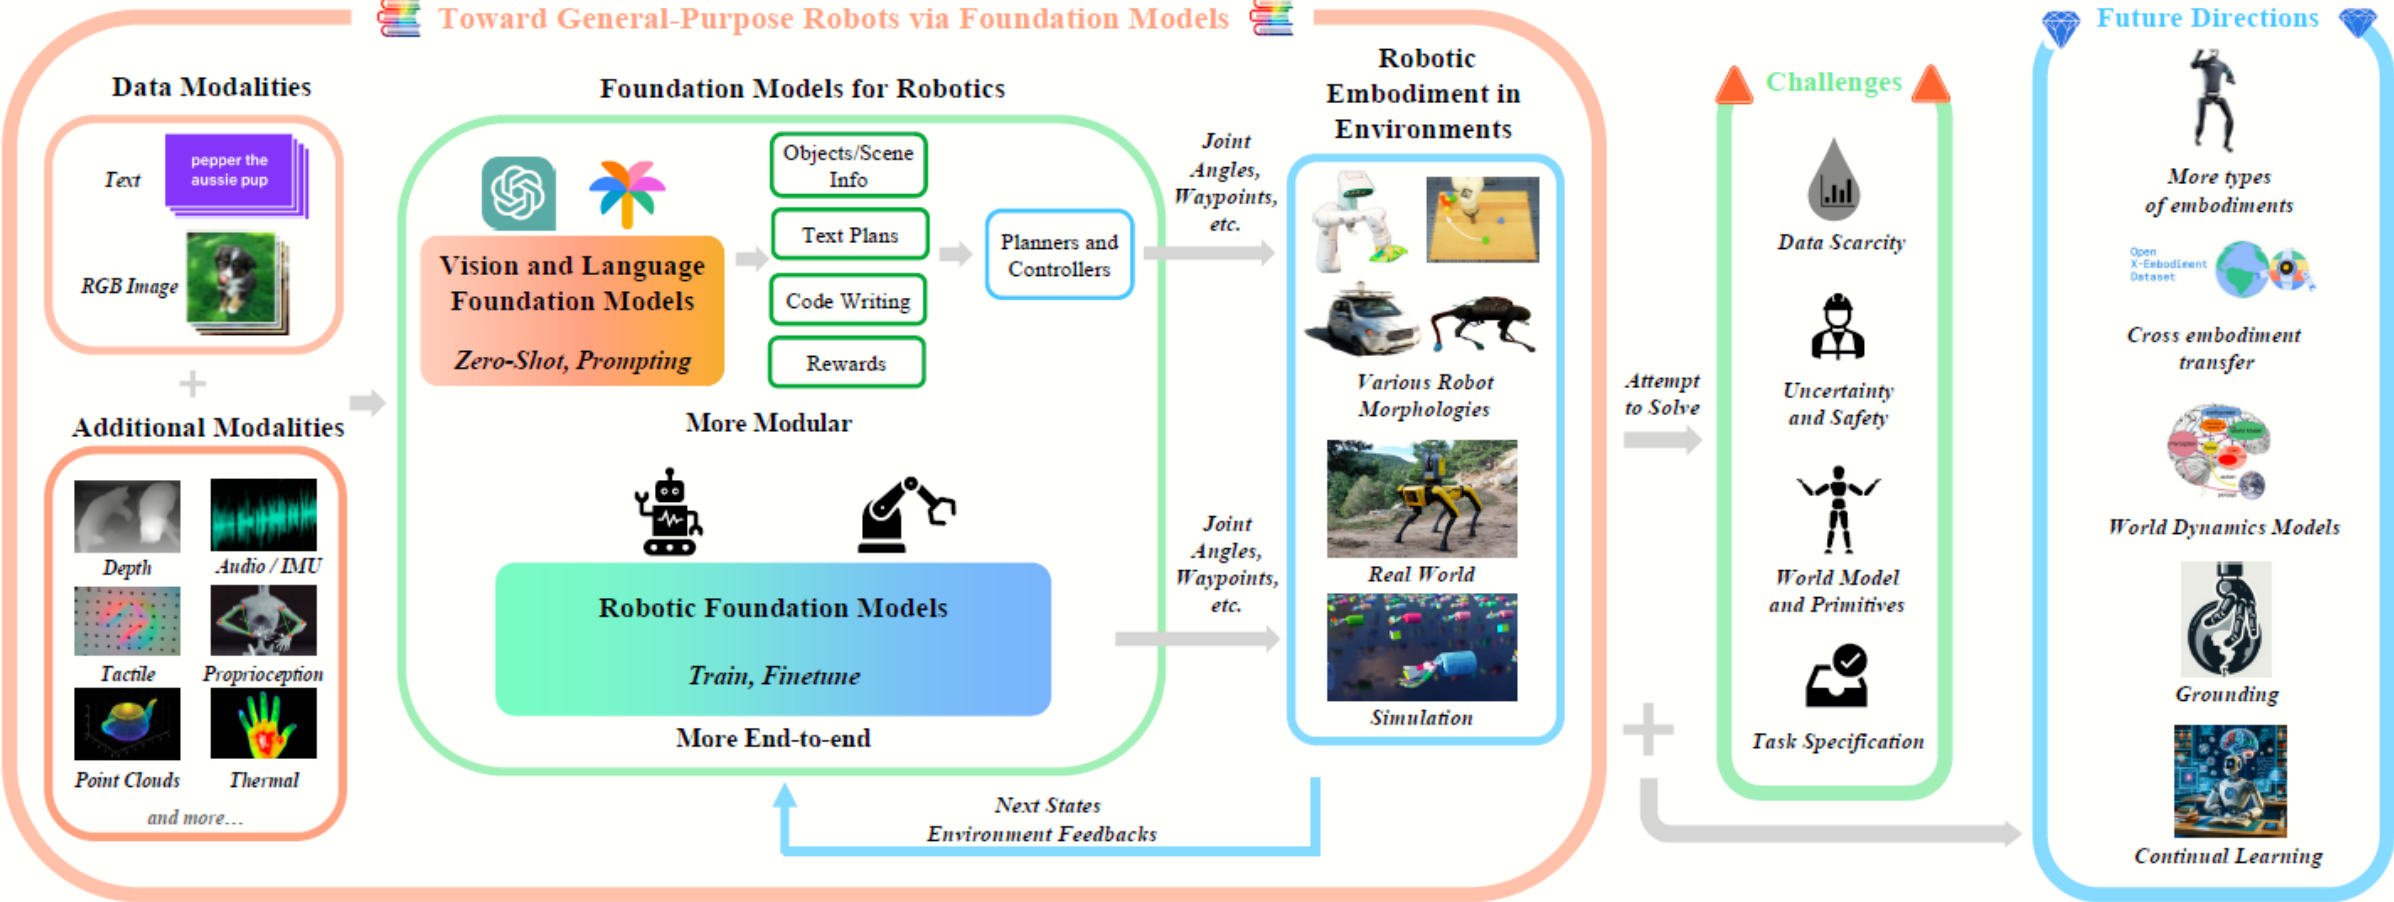 Toward General-Purpose Robots via Foundation Models
Data Modalities
Text
pepper the
aussie pup
RGB Image
+
Additional Modalities
Depth
Audio / IMU
Tactile
Proprioception
Point Clouds
Thermal
and more...
Foundation Models for Robotics
Vision and Language
Foundation Models
Zero-Shot, Prompting
Objects/Scene
Info
Text Plans
Code Writing
Rewards
Planners and
Controllers
More Modular
Robotic Foundation Models
Train, Finetune
More End-to-end
Joint
Angles,
Waypoints,
etc.
Joint
Angles,
Waypoints,
etc.
Next States
Environment Feedbacks
Robotic
Embodiment in
Environments
Various Robot
Morphologies
Real World
Simulation
Attempt
to Solve
+
Challenges
Data Scarcity
Uncertainty
and Safety
World Model
and Primitives
Task Specification
Future Directions
More types
of embodiments
Open
X-Embodiment
Dataset
Cross embodiment
transfer
World Dynamics Models
Grounding
Continual Learning